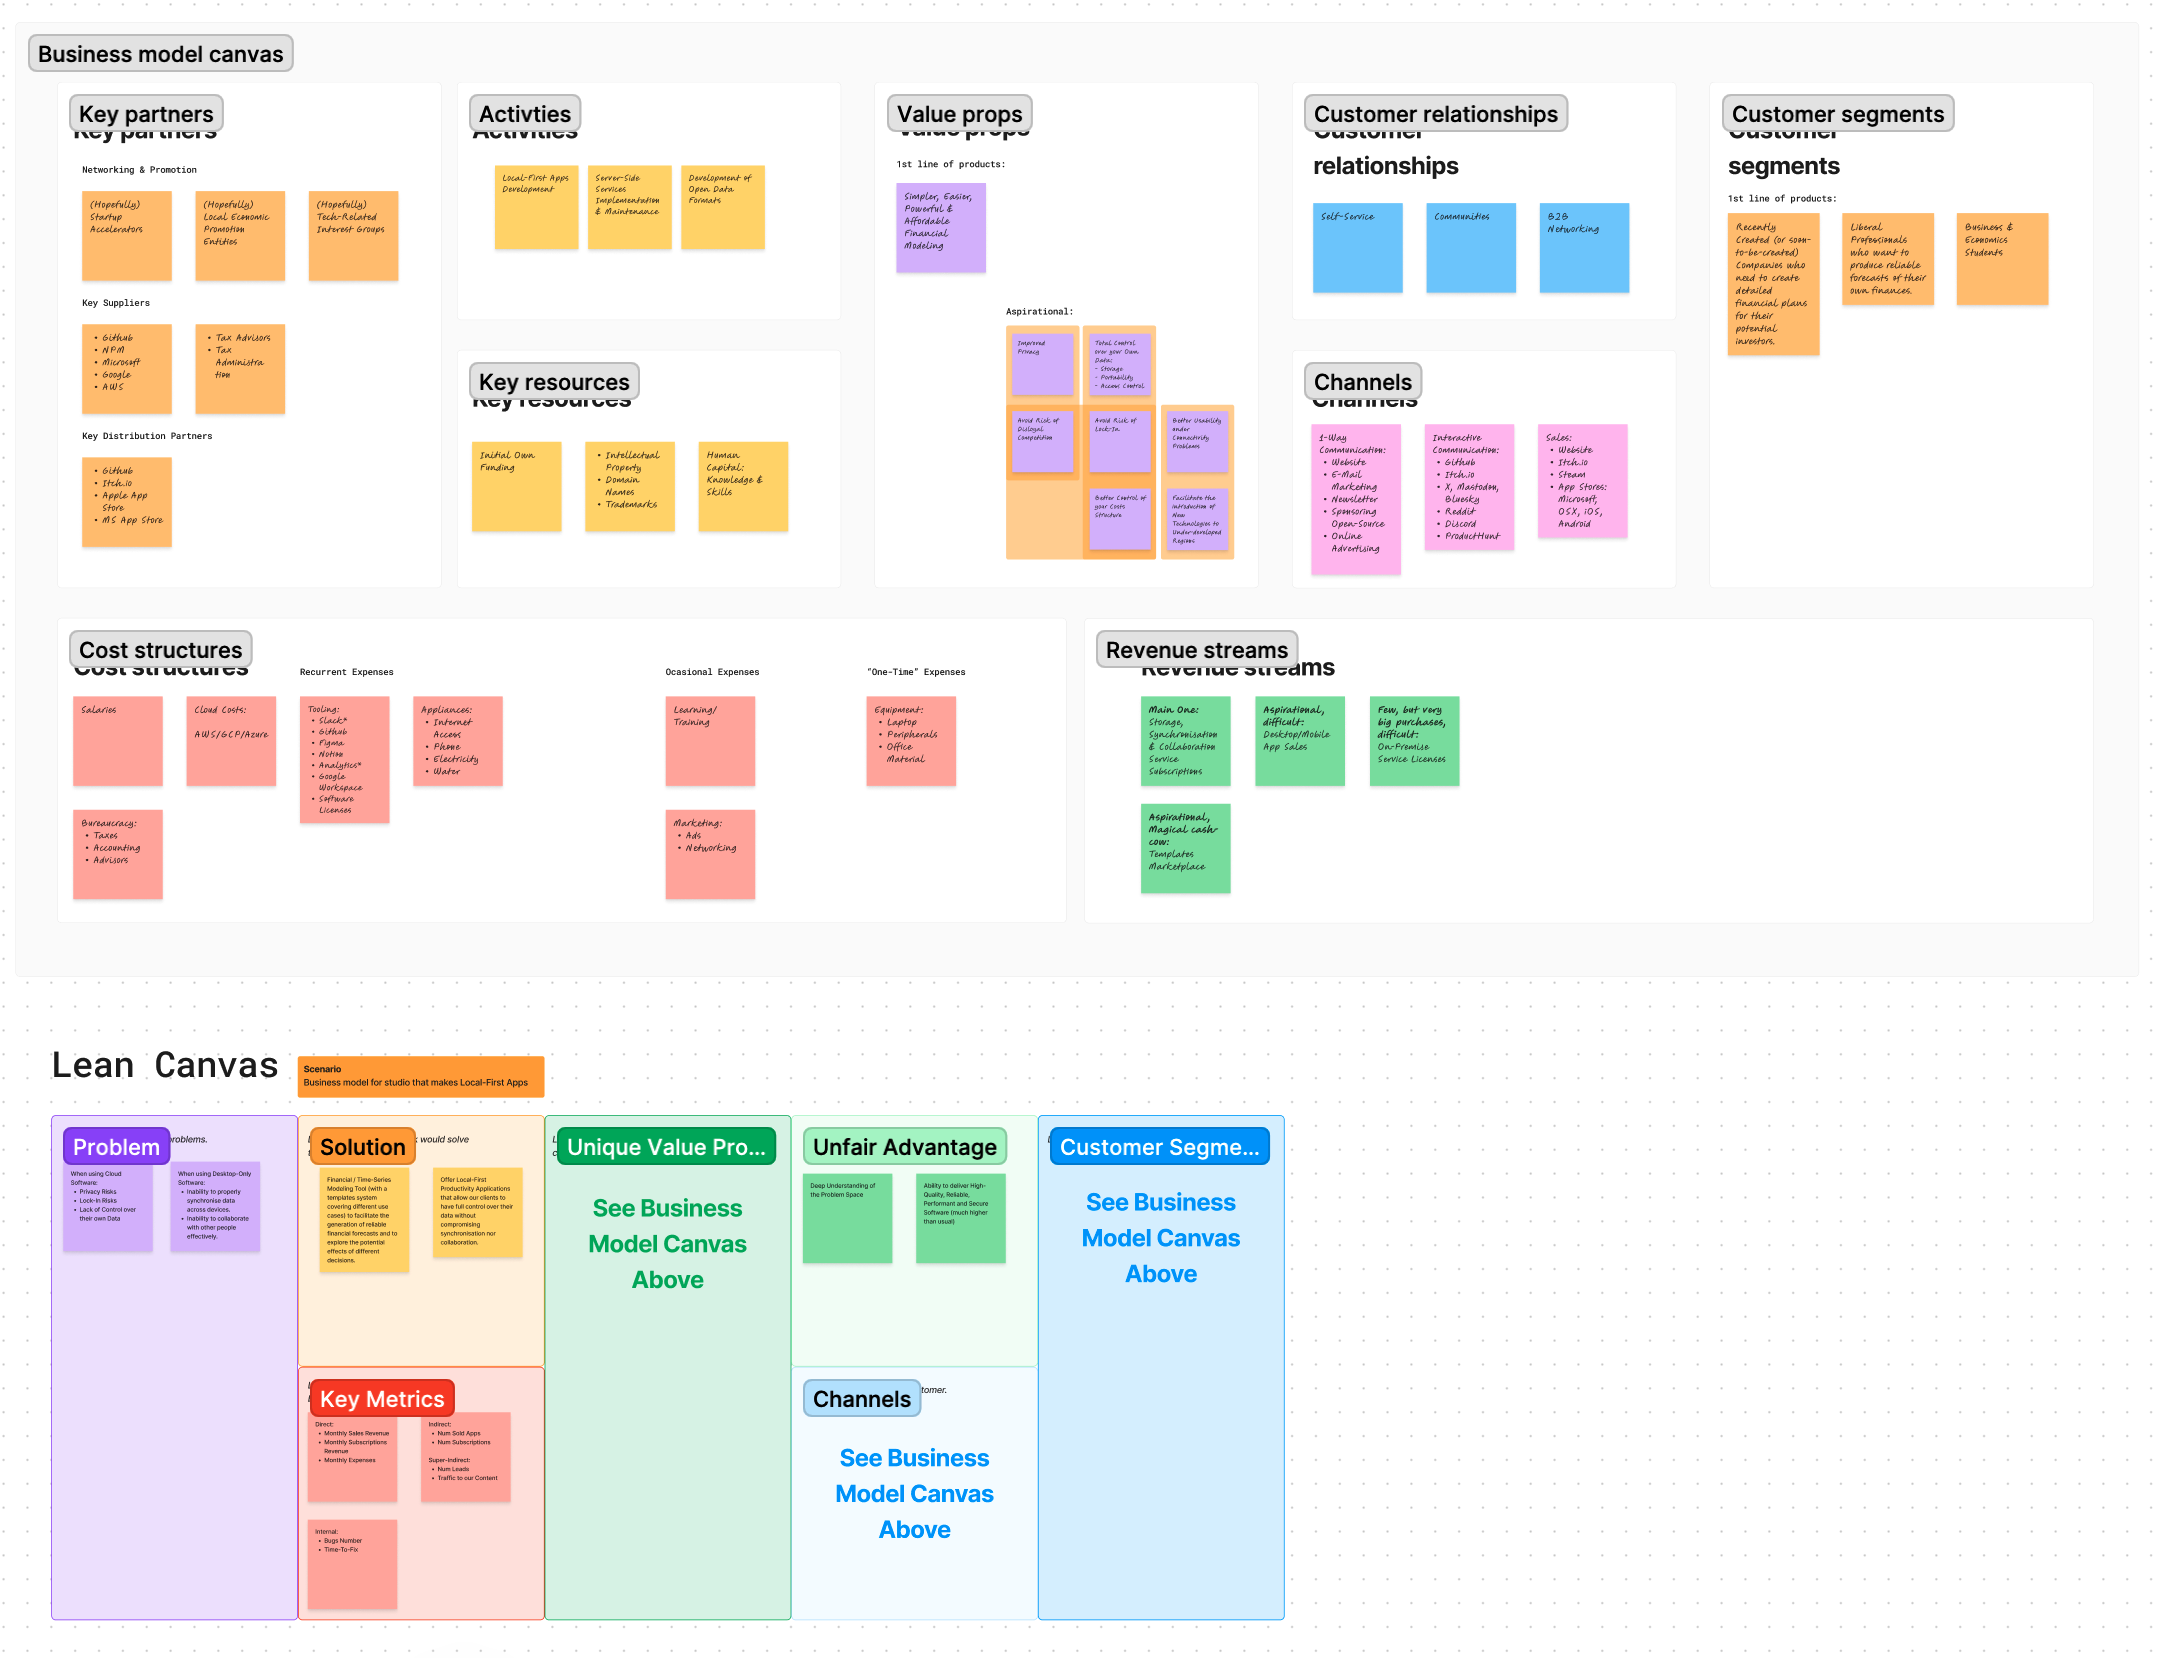 Business model canvas
Key partners
Key partners
Networking & Promotion
(Hopefully)
Startup
Accelerators
(Hopefully)
Local Economic
Promotion
Entities
(Hopefully)
Tech-Related
Interest Groups
Key Suppliers
• Github
• NPM
• Microsoft
• Google
• AWS
• Tax Advisors
• Tax
Administra
tion
Key Distribution Partners
• Github
• Itch.io
• Apple App
Store
• MS App Store
Activties
Activties
Local-First Apps
Development
Server-Side
Services
Implementation
& Maintenance
Development of
Open Data
Formats
Key resources
Key resources
Initial Own
Funding
• Intellectual
Property
• Domain
Names
• Trademarks
Human
Capital:
Knowledge &
Skills
Value props
Value props
1st line of products:
Simpler, Easier,
Powerful &
Affordable
Financial
Modeling
Aspirational:
Improved
Privacy
Total Control
over your Own
Data:
- Storage
- Portability
- Access Control
Avoid Risk of
Disloyal
Competition
Avoid Risk of
Lock-In
Better Usability
under
Connectivity
Problems
Better Control of
your Costs
Structure
Facilitate the
introduction of
New
Technologies to
Under-developed
Regions
Customer relationships
Customer
relationships
Self-Service
Communities
B2B
Networking
Channels
Channels
1-Way
Communication:
• Website
• E-Mail
Marketing
• Newsletter
• Sponsoring
Open-Source
• Online
Advertising
Interactive
Communication:
• Github
• Itch.io
• X, Mastodon,
Bluesky
• Reddit
• Discord
• ProductHunt
Sales:
• Website
• Itch.io
• Steam
• App Stores:
Microsoft,
OSX, iOS,
Android
Customer segments
Customer
segments
1st line of products:
Recently
Created (or soon-
to-be-created)
Companies who
need to create
detailed
financial plans
for their
potential
investors.
Liberal
Professionals
who want to
produce reliable
forecasts of their
own finances.
Business &
Economics
Students
Cost structures
Cost structures
Recurrent Expenses
Ocasional Expenses
"One-Time" Expenses
Salaries
Cloud Costs:
AWS/GCP/Azure
Tooling:
• Slack*
• Github
• Figma
• Notion
• Analytics*
• Google
Workspace
• Software
Licenses
Appliances:
• Internet
Access
• Phone
• Electricity
• Water
Learning/
Training
Equipment:
• Laptop
• Peripherals
• Office
Material
Bureaucracy:
• Taxes
• Accounting
• Advisors
Marketing:
• Ads
• Networking
Revenue streams
Revenue streams
Main One:
Storage,
Synchronisation
& Collaboration
Service
Subscriptions
Aspirational,
difficult:
Desktop/Mobile
App Sales
Few, but very
big purchases,
difficult:
On-Premise
Service Licenses
Aspirational,
Magical cash-
cow:
Templates
Marketplace
Lean Canvas
Scenario
Business model for studio that makes Local-First Apps
Problem
roblems.
When using Cloud
Software:
• Privacy Risks
• Lock-In Risks
• Lack of Control over
their own Data
When using Desktop-Only
Software:
• Inability to properly
synchronise data
across devices.
• Inability to collaborate
with other people
effectively.
Solution
would solve
Financial / Time-Series
Modeling Tool (with a
templates system
covering different use
cases) to facilitate the
generation of reliable
financial forecasts and to
explore the potential
effects of different
decisions.
Offer Local-First
Productivity Applications
that allow our clients to
have full control over their
data without
compromising
synchronisation nor
collaboration.
Key Metrics
Direct:
• Monthly Sales Revenue
• Monthly Subscriptions
Revenue
• Monthly Expenses
Indirect:
• Num Sold Apps
• Num Subscriptions
Super-Indirect:
• Num Leads
• Traffic to our Content
Internal:
• Bugs Number
• Time-To-Fix
Unique Value Pro...
See Business
Model Canvas
Above
Unfair Advantage
Deep Understanding of
the Problem Space
Ability to deliver High-
Quality, Reliable,
Performant and Secure
Software (much higher
than usual)
Channels
tomer.
See Business
Model Canvas
Above
Customer Segme...
See Business
Model Canvas
Above